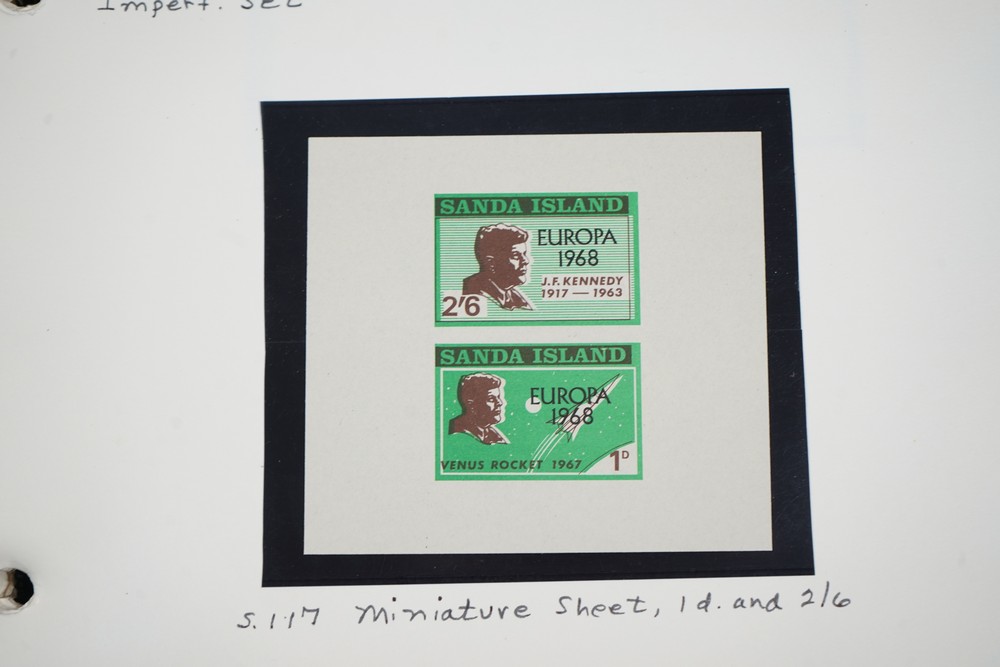 Imperf. Set
SANDA ISLAND
EUROPA
1968
J.F. KENNEDY
1917 — 1963
2'6
SANDA ISLAND
EUROPA
1968
VENUS ROCKET 1967
1D
S.117 Miniature Sheet, 1d. and 2/6